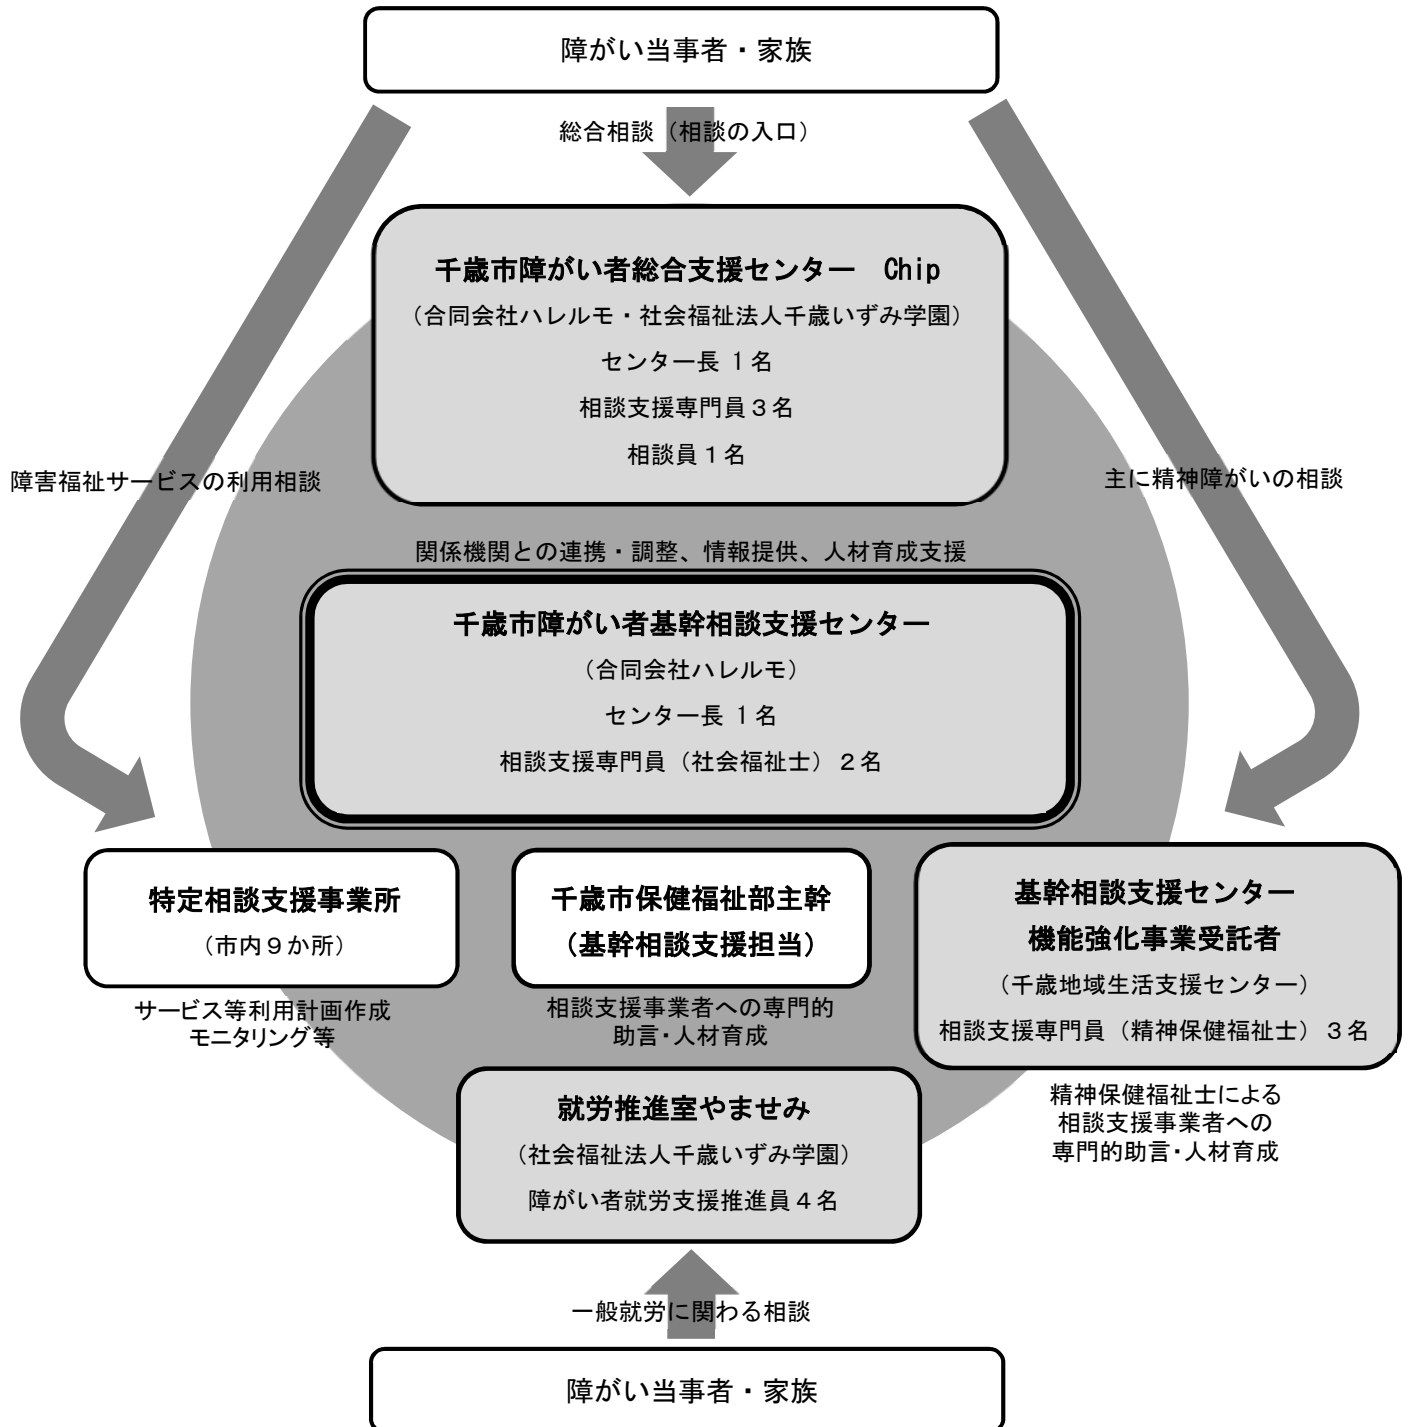 障がい当事者・家族
総合相談（相談の入口）
千歳市障がい者総合支援センター　Chip
（合同会社ハレルモ・社会福祉法人千歳いずみ学園）
センター長 1名
相談支援専門員３名
相談員１名
障害福祉サービスの利用相談
主に精神障がいの相談
関係機関との連携・調整、情報提供、人材育成支援
千歳市障がい者基幹相談支援センター
（合同会社ハレルモ）
センター長 1名
相談支援専門員（社会福祉士）２名
特定相談支援事業所
（市内９か所）
サービス等利用計画作成
モニタリング等
千歳市保健福祉部主幹
（基幹相談支援担当）
相談支援事業者への専門的
助言・人材育成
基幹相談支援センター
機能強化事業受託者
（千歳地域生活支援センター）
相談支援専門員（精神保健福祉士）３名
精神保健福祉士による
相談支援事業者への
専門的助言・人材育成
就労推進室やませみ
（社会福祉法人千歳いずみ学園）
障がい者就労支援推進員４名
一般就労に関わる相談
障がい当事者・家族